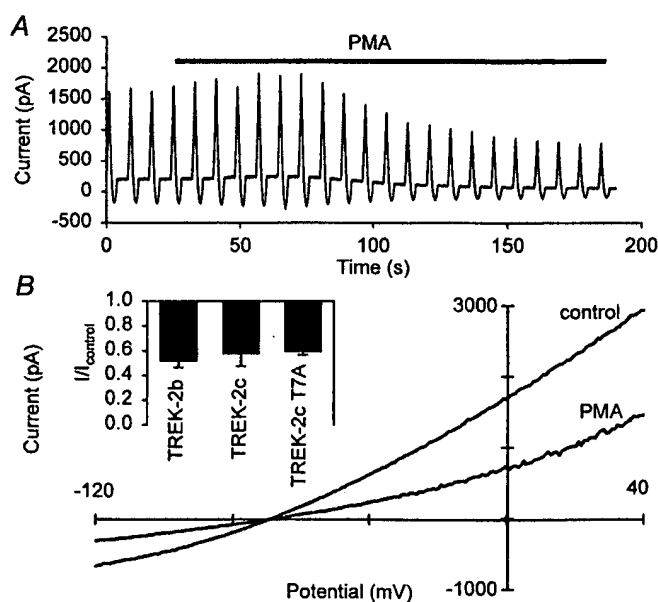 A
PMA
Current (pA)
2500
2000
1500
1000
500
0
-500
0 50 100 150 200
Time (s)
B
Current (pA)
I/Icontrol
1.0
0.8
0.6
0.4
0.2
0.0
TREK-2b
TREK-2c
TREK-2c T7A
3000
control
PMA
-120
40
Potential (mV)
-1000